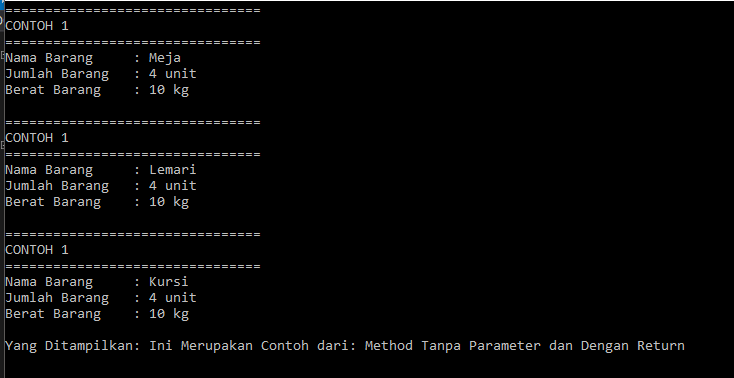 ================================
CONTOH 1
================================
Nama Barang     : Meja
Jumlah Barang   : 4 unit
Berat Barang    : 10 kg
================================
CONTOH 1
================================
Nama Barang     : Lemari
Jumlah Barang   : 4 unit
Berat Barang    : 10 kg
================================
CONTOH 1
================================
Nama Barang     : Kursi
Jumlah Barang   : 4 unit
Berat Barang    : 10 kg
Yang Ditampilkan: Ini Merupakan Contoh dari: Method Tanpa Parameter dan Dengan Return